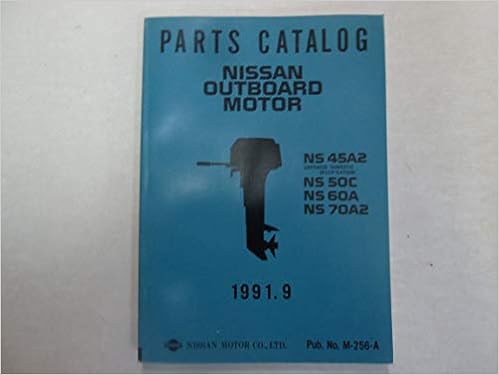 PARTS CATALOG
NISSAN
OUTBOARD
MOTOR
NS 45A2
NS 50C
NS 60A
NS 70A2
1991.9
NISSAN MOTOR CO., LTD.
Pub. No. M-256-A